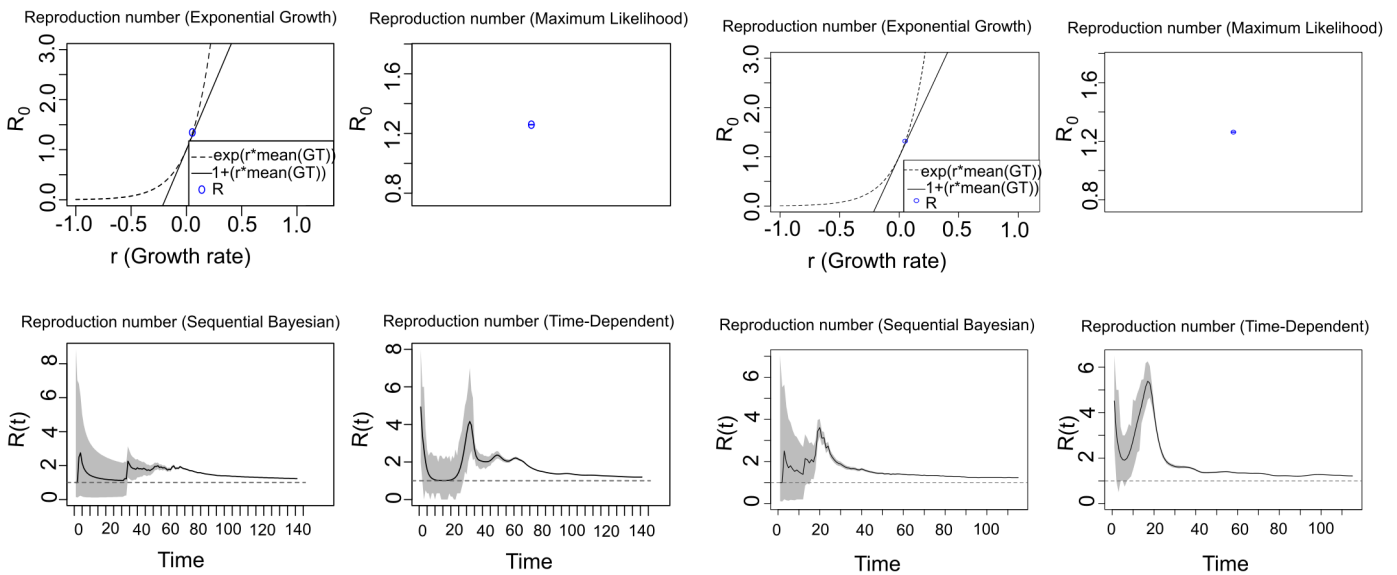 Reproduction number (Exponential Growth)
R0
3.0
2.0
1.0
0.0
exp(r*mean(GT))
1+(r*mean(GT))
R
-1.0 -0.5 0.0 0.5 1.0
r (Growth rate)
Reproduction number (Maximum Likelihood)
R0
1.6
1.2
0.8
Reproduction number (Exponential Growth)
R0
3.0
2.0
1.0
0.0
exp(r*mean(GT))
1+(r*mean(GT))
R
-1.0 -0.5 0.0 0.5 1.0
r (Growth rate)
Reproduction number (Maximum Likelihood)
R0
1.6
1.2
0.8
Reproduction number (Sequential Bayesian)
R(t)
8
6
4
2
0
0 20 40 60 80 100 120 140
Time
Reproduction number (Time-Dependent)
R(t)
8
6
4
2
0
0 20 40 60 80 100 120 140
Time
Reproduction number (Sequential Bayesian)
R(t)
6
4
2
0
0 20 40 60 80 100
Time
Reproduction number (Time-Dependent)
R(t)
6
4
2
0
0 20 40 60 80 100
Time